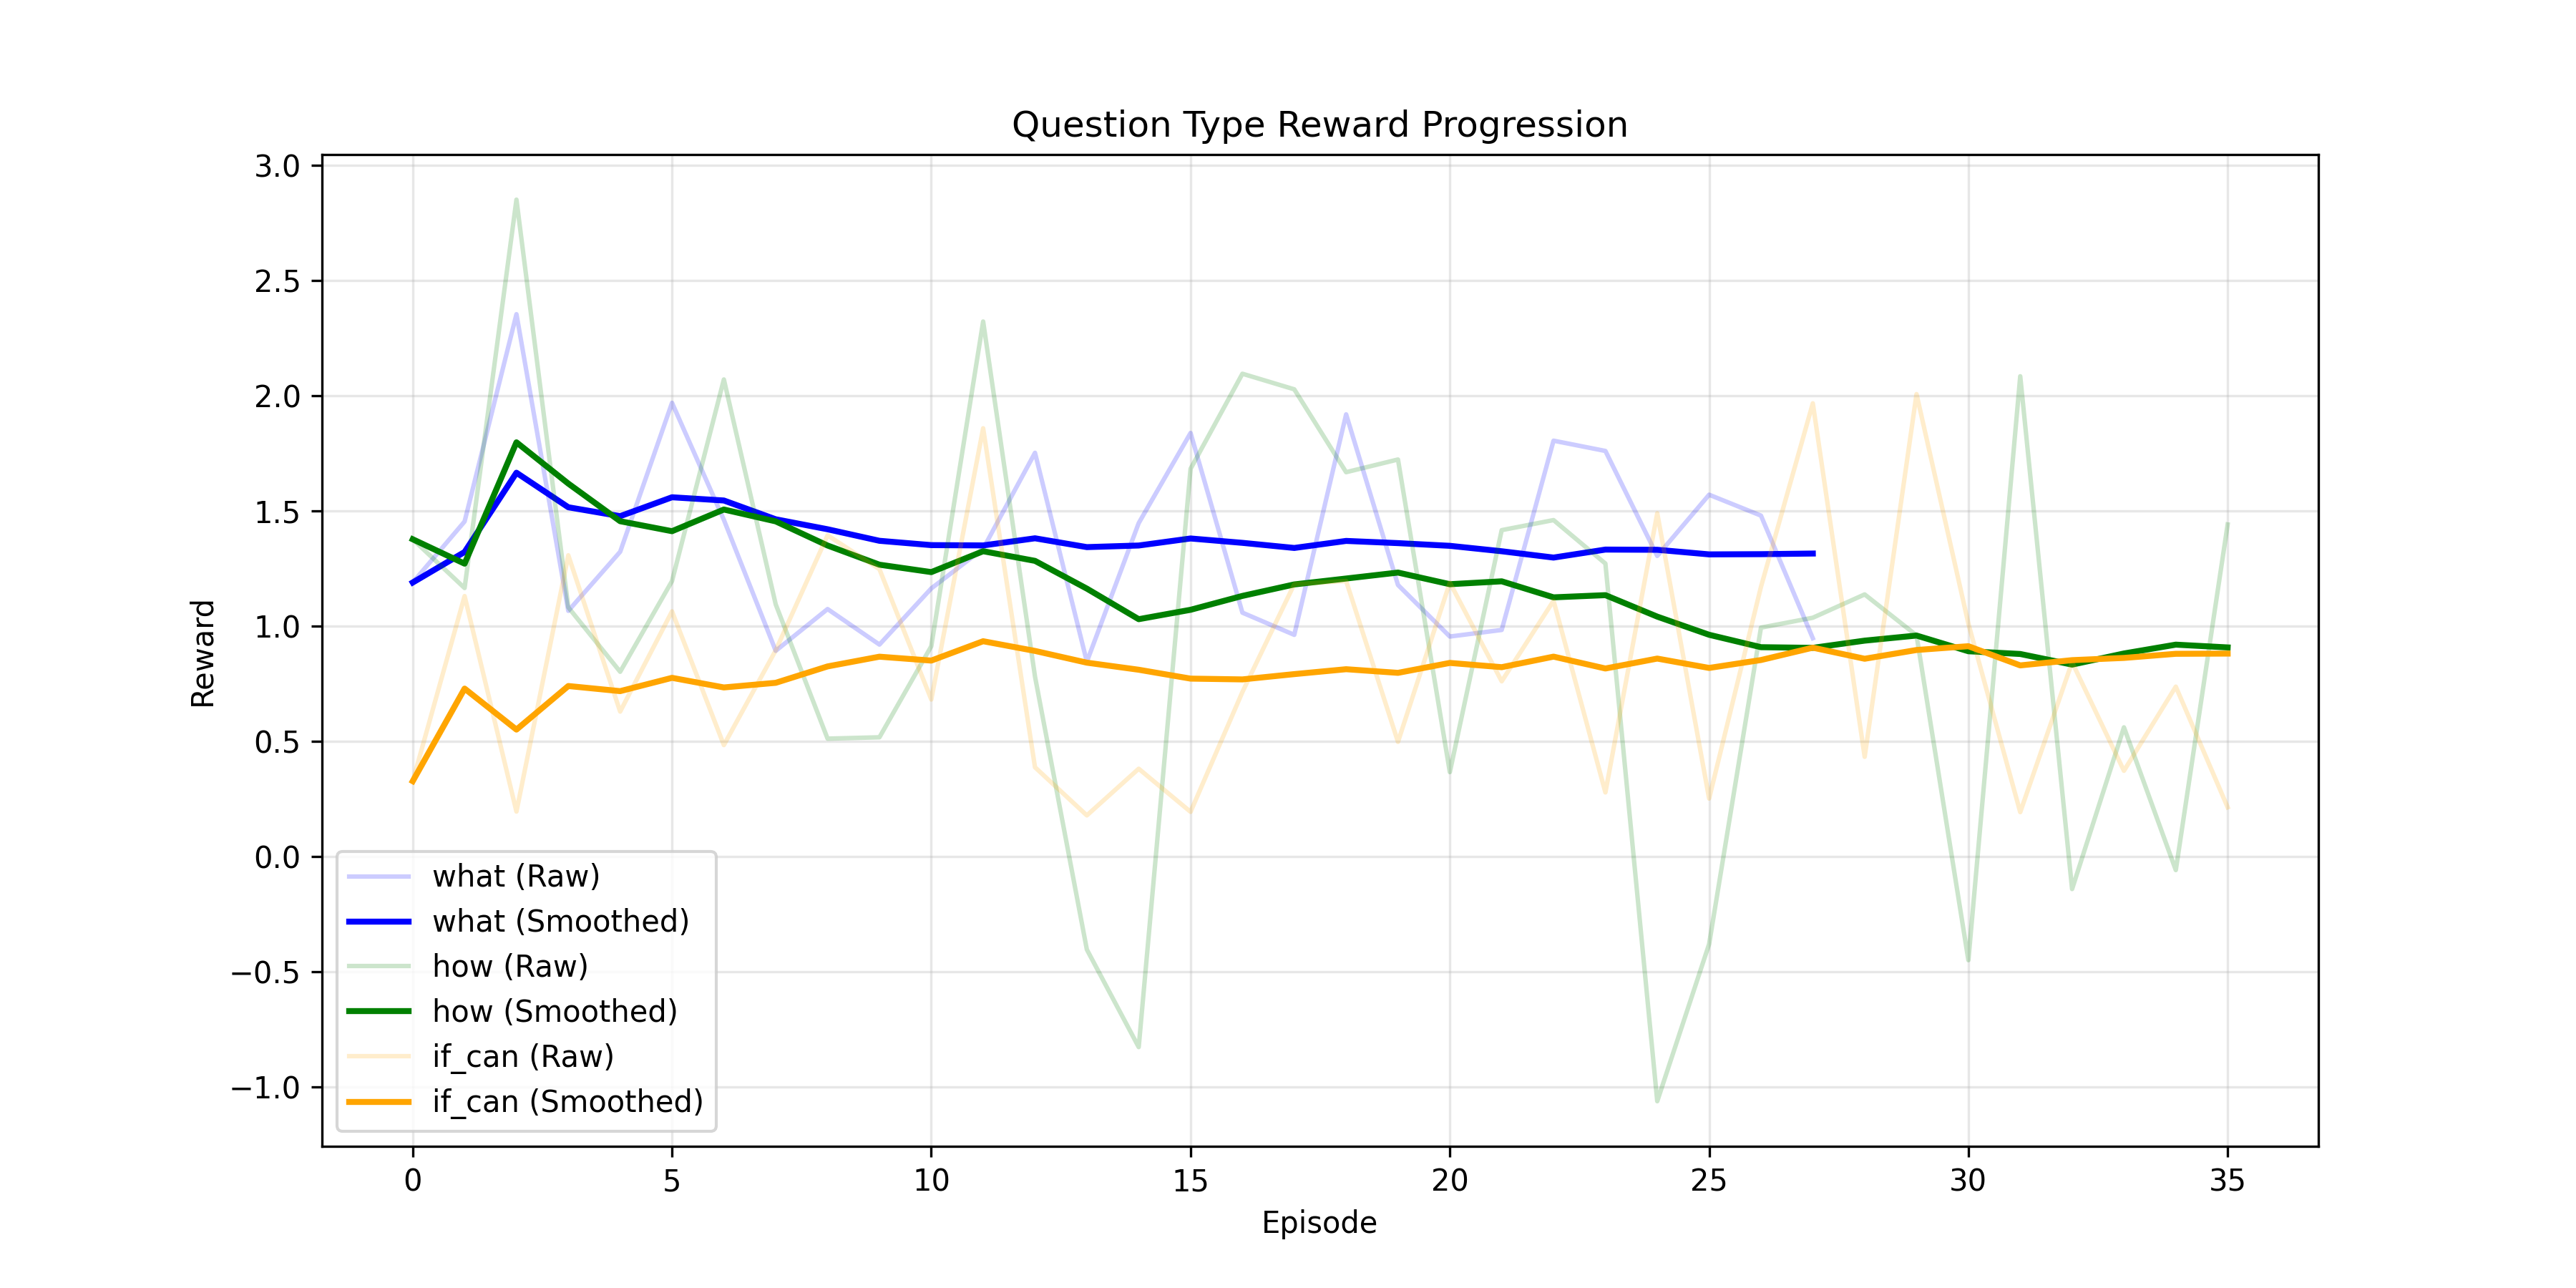 Question Type Reward Progression
3.0
2.5
2.0
1.5
1.0
0.5
0.0
−0.5
−1.0
Reward
what (Raw)
what (Smoothed)
how (Raw)
how (Smoothed)
if_can (Raw)
if_can (Smoothed)
0 5 10 15 20 25 30 35
Episode